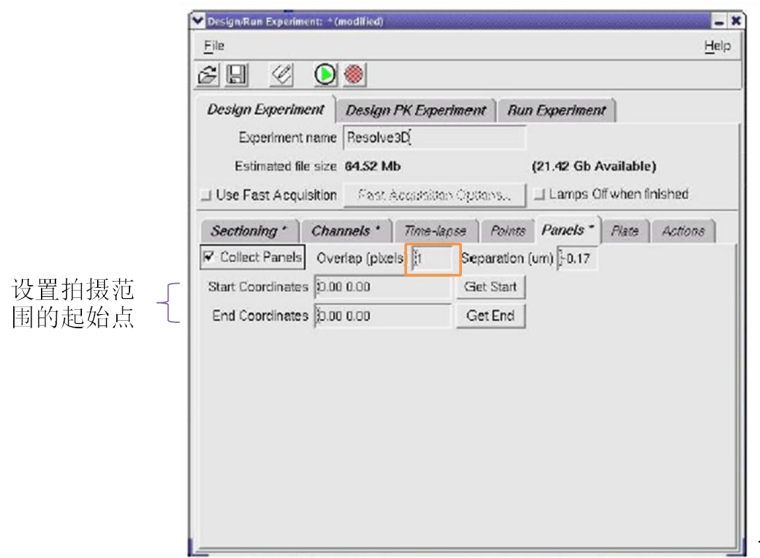 Design/Run Experiment: *(modified)
File Help
Design Experiment Design PK Experiment Run Experiment
Experiment name Resolve3D
Estimated file size 64.52 Mb (21.42 Gb Available)
Use Fast Acquisition Fast Acquisition Options... Lamps Off when finished
Sectioning * Channels * Time-lapse Points Panels * Plate Actions
Collect Panels Overlap (pixels 1 Separation (um) -0.17
Start Coordinates 0.00 0.00 Get Start
End Coordinates 0.00 0.00 Get End
设置拍摄范
围的起始点